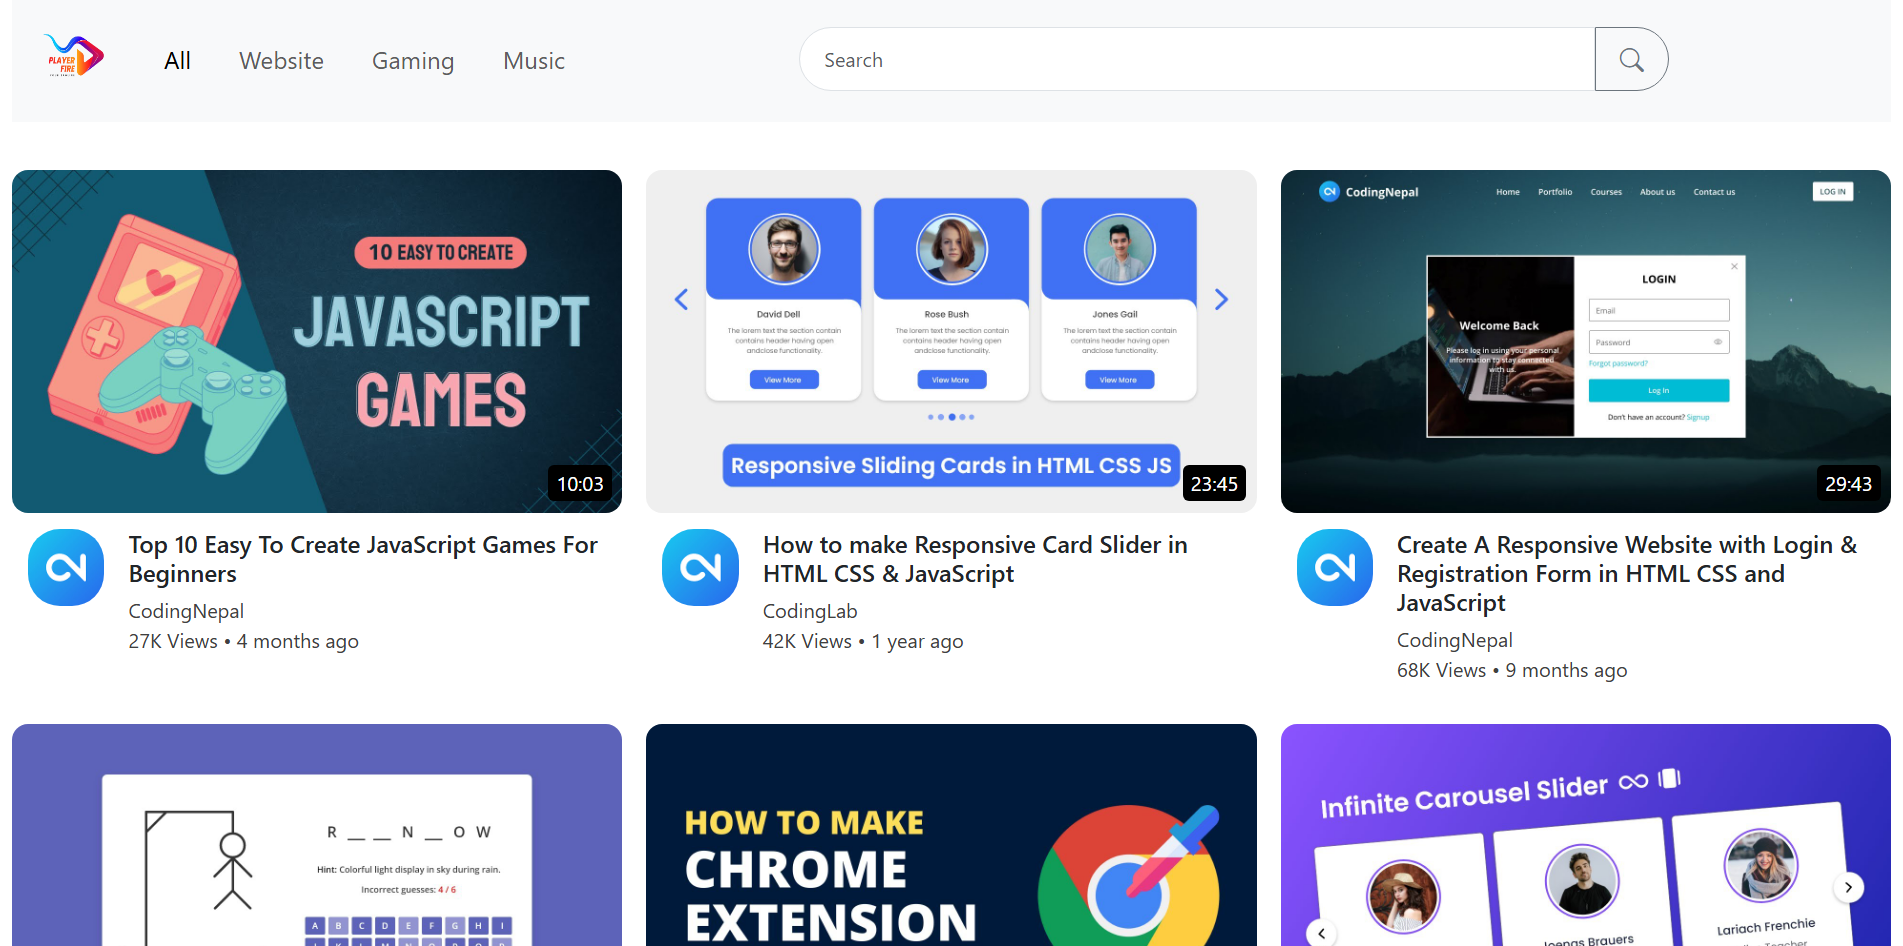 PLAYER
FIRE
All
Website
Gaming
Music
Search
10 EASY TO CREATE
JAVASCRIPT
GAMES
10:03
Top 10 Easy To Create JavaScript Games For
Beginners
CodingNepal
27K Views • 4 months ago
David Dell
The lorem text the section contain
contains header having open
andclose functionality.
View More
Rose Bush
The lorem text the section contain
contains header having open
andclose functionality.
View More
Jones Gail
The lorem text the section contain
contains header having open
andclose functionality.
View More
Responsive Sliding Cards in HTML CSS JS
23:45
How to make Responsive Card Slider in
HTML CSS & JavaScript
CodingLab
42K Views • 1 year ago
CodingNepal
Home
Portfolio
Courses
About us
Contact us
LOG IN
Welcome Back
Please log in using your personal
information to stay connected
with us.
LOGIN
Email
Password
Forgot password?
Log In
Don't have an account? Signup
29:43
Create A Responsive Website with Login &
Registration Form in HTML CSS and
JavaScript
CodingNepal
68K Views • 9 months ago
R __ __ N __ O W
Hint: Colorful light display in sky during rain.
Incorrect guesses: 4 / 6
A B C D E F G H I
HOW TO MAKE
CHROME
EXTENSION
Infinite Carousel Slider
Joenas Brauers
Lariach Frenchie